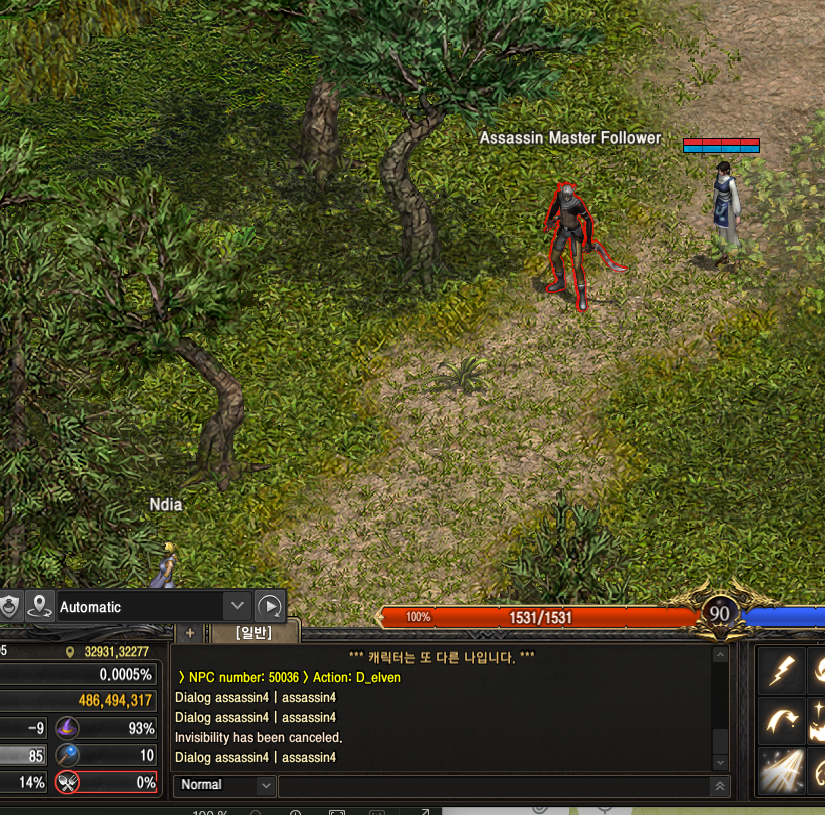 Assassin Master Follower
Ndia
Automatic
100%
1531/1531
90
[일반]
32931,32277
0.0005%
486,494,317
-9
93%
85
10
14%
0%
*** 캐릭터는 또 다른 나입니다. ***
> NPC number: 50036 > Action: D_elven
Dialog assassin4 | assassin4
Dialog assassin4 | assassin4
Invisibility has been canceled.
Dialog assassin4 | assassin4
Normal